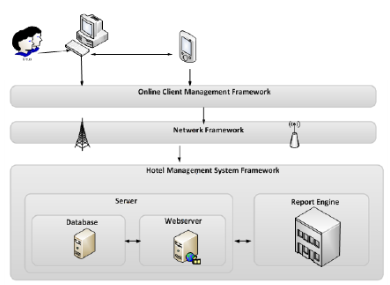 Online Client Management Framework
Network Framework
Hotel Management System Framework
Server
Report Engine
Database
Webserver